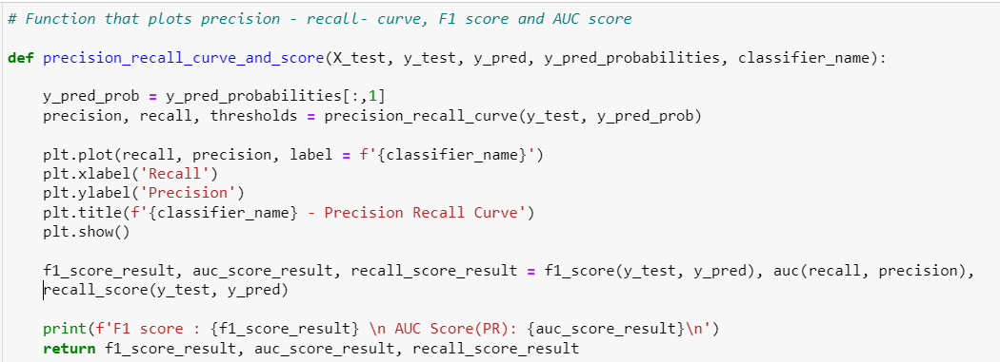 # Function that plots precision - recall- curve, F1 score and AUC score
def precision_recall_curve_and_score(X_test, y_test, y_pred, y_pred_probabilities, classifier_name):
y_pred_prob = y_pred_probabilities[:,1]
precision, recall, thresholds = precision_recall_curve(y_test, y_pred_prob)
plt.plot(recall, precision, label = f'{classifier_name}')
plt.xlabel('Recall')
plt.ylabel('Precision')
plt.title(f'{classifier_name} - Precision Recall Curve')
plt.show()
f1_score_result, auc_score_result, recall_score_result = f1_score(y_test, y_pred), auc(recall, precision),
recall_score(y_test, y_pred)
print(f'F1 score : {f1_score_result} \n AUC Score(PR): {auc_score_result}\n')
return f1_score_result, auc_score_result, recall_score_result